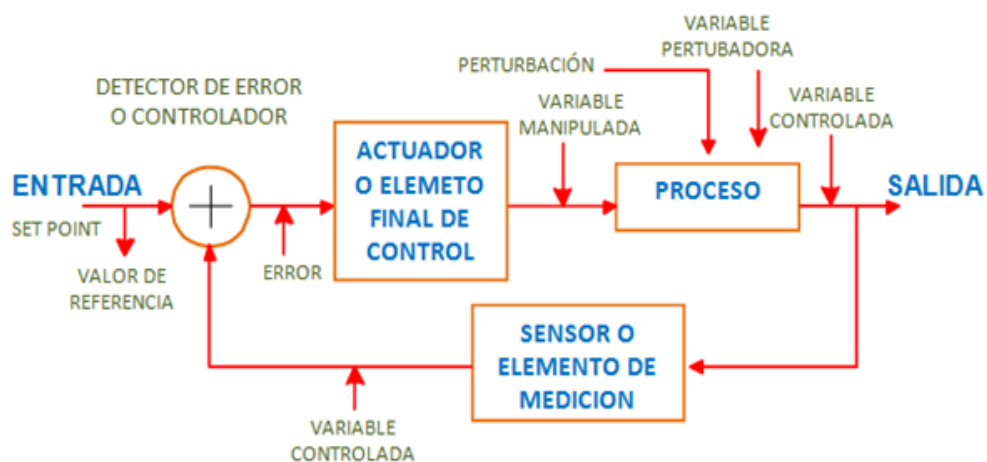 VARIABLE
PERTUBADORA
PERTURBACIÓN
DETECTOR DE ERROR
O CONTROLADOR
VARIABLE
MANIPULADA
VARIABLE
CONTROLADA
ACTUADOR
O ELEMETO
FINAL DE
CONTROL
PROCESO
ENTRADA
SALIDA
SET POINT
VALOR DE
REFERENCIA
ERROR
SENSOR O
ELEMENTO DE
MEDICION
VARIABLE
CONTROLADA